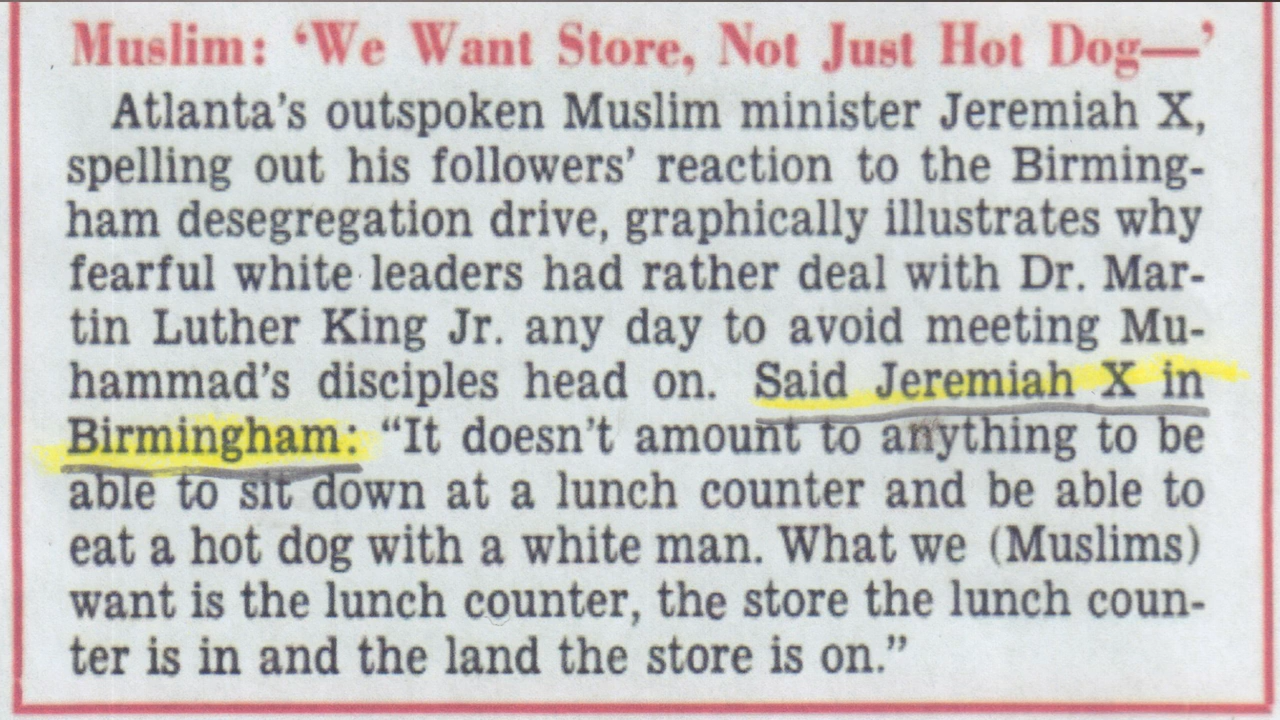 Muslim: ‘We Want Store, Not Just Hot Dog—’
Atlanta’s outspoken Muslim minister Jeremiah X,
spelling out his followers’ reaction to the Birming-
ham desegregation drive, graphically illustrates why
fearful white leaders had rather deal with Dr. Mar-
tin Luther King Jr. any day to avoid meeting Mu-
hammad’s disciples head on. Said Jeremiah X in
Birmingham: “It doesn’t amount to anything to be
able to sit down at a lunch counter and be able to
eat a hot dog with a white man. What we (Muslims)
want is the lunch counter, the store the lunch coun-
ter is in and the land the store is on.”